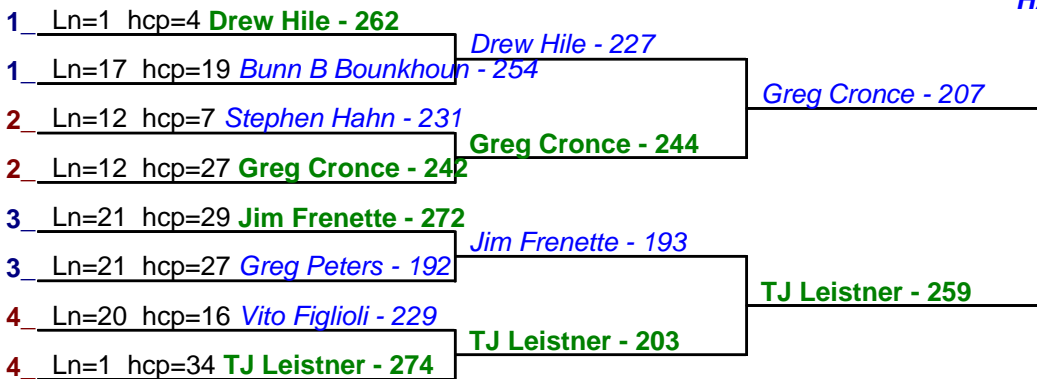 1_ Ln=1 hcp=4 Drew Hile - 262
Drew Hile - 227
1_ Ln=17 hcp=19 Bunn B Bounkhoun - 254
Greg Cronce - 207
2_ Ln=12 hcp=7 Stephen Hahn - 231
Greg Cronce - 244
2_ Ln=12 hcp=27 Greg Cronce - 242
3_ Ln=21 hcp=29 Jim Frenette - 272
Jim Frenette - 193
3_ Ln=21 hcp=27 Greg Peters - 192
TJ Leistner - 259
4_ Ln=20 hcp=16 Vito Figlioli - 229
TJ Leistner - 203
4_ Ln=1 hcp=34 TJ Leistner - 274